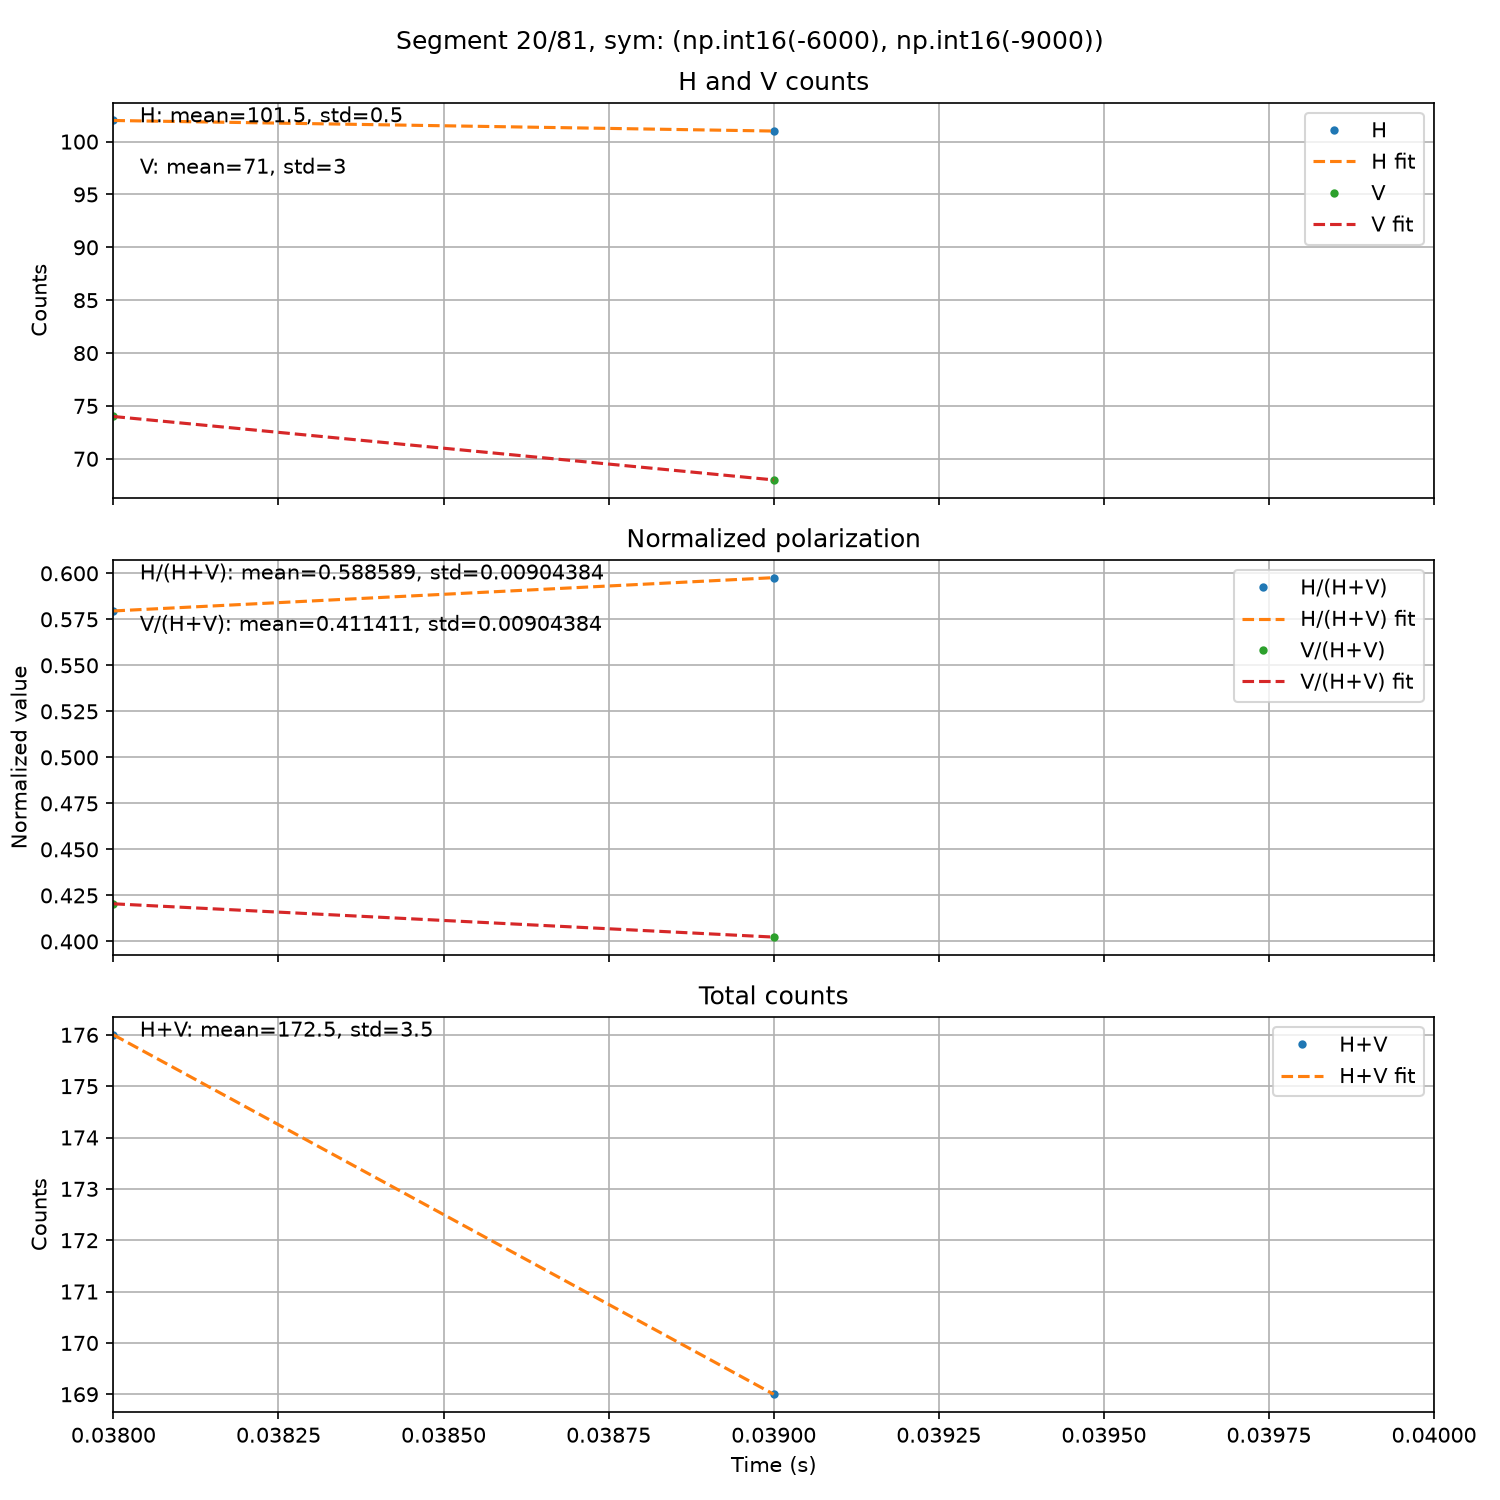 Segment 20/81, sym: (np.int16(-6000), np.int16(-9000))
H and V counts
H: mean=101.5, std=0.5
V: mean=71, std=3
H
H fit
V
V fit
100
95
90
85
80
75
70
Counts
Normalized polarization
H/(H+V): mean=0.588589, std=0.00904384
V/(H+V): mean=0.411411, std=0.00904384
H/(H+V)
H/(H+V) fit
V/(H+V)
V/(H+V) fit
0.600
0.575
0.550
0.525
0.500
0.475
0.450
0.425
0.400
Normalized value
Total counts
H+V: mean=172.5, std=3.5
H+V
H+V fit
176
175
174
173
172
171
170
169
Counts
0.03800 0.03825 0.03850 0.03875 0.03900 0.03925 0.03950 0.03975 0.04000
Time (s)